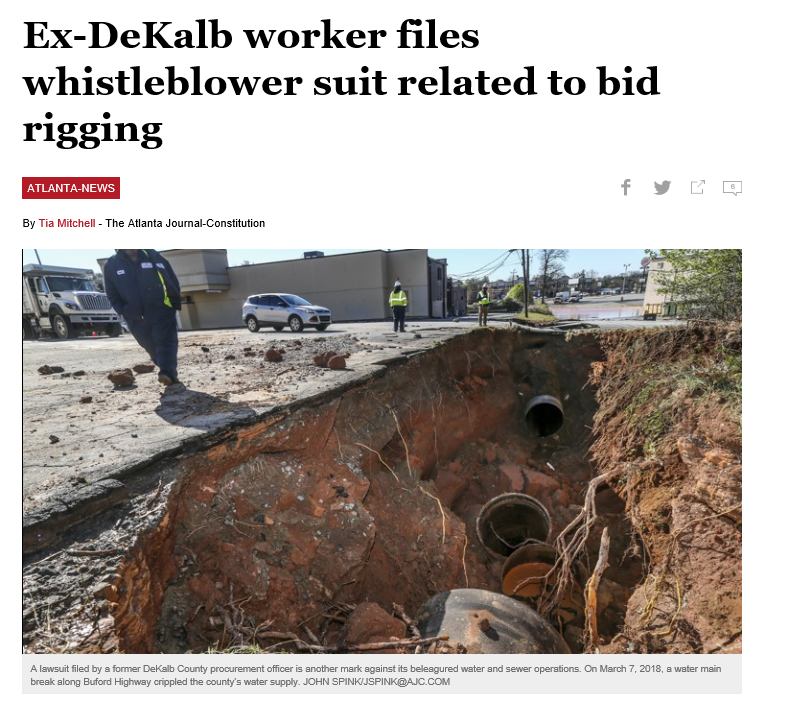 Ex-DeKalb worker files
whistleblower suit related to bid
rigging
ATLANTA-NEWS
6
By Tia Mitchell - The Atlanta Journal-Constitution
A lawsuit filed by a former DeKalb County procurement officer is another mark against its beleagured water and sewer operations. On March 7, 2018, a water main
break along Buford Highway crippled the county's water supply. JOHN SPINK/JSPINK@AJC.COM